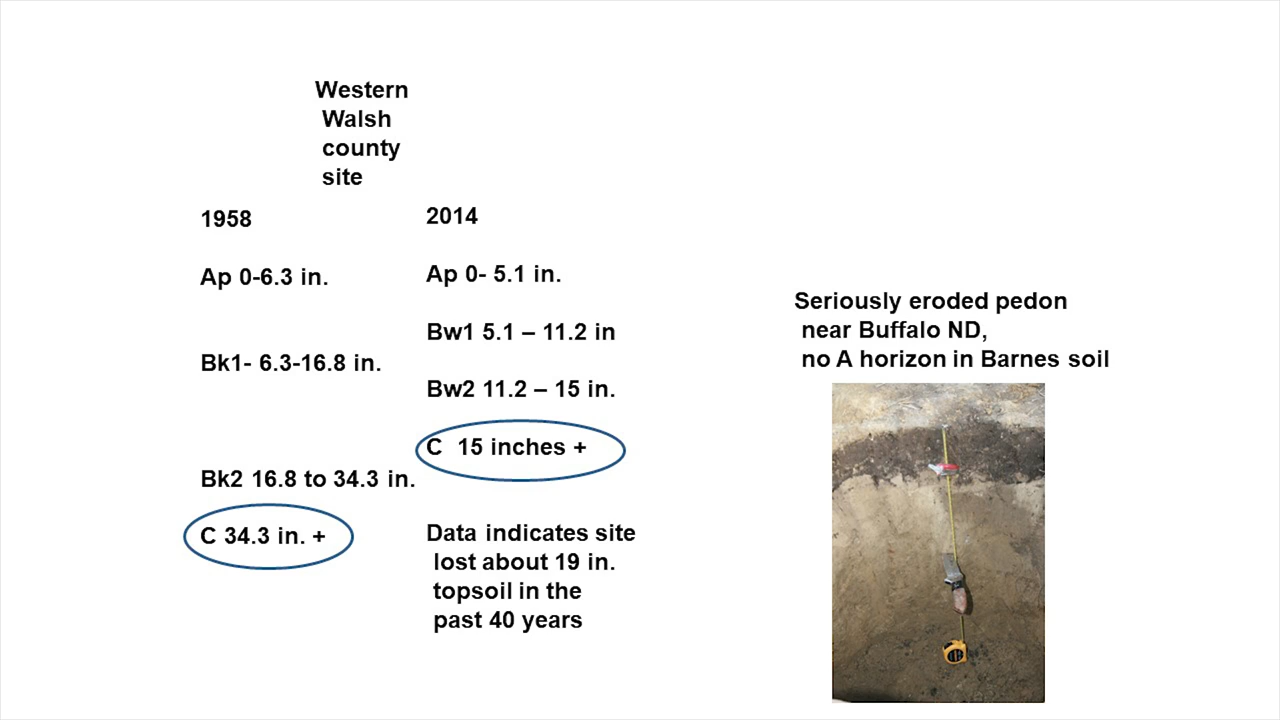 Western
Walsh
county
site
1958
Ap 0-6.3 in.
Bk1- 6.3-16.8 in.
Bk2 16.8 to 34.3 in.
C 34.3 in. +
2014
Ap 0- 5.1 in.
Bw1 5.1 – 11.2 in
Bw2 11.2 – 15 in.
C 15 inches +
Data indicates site
lost about 19 in.
topsoil in the
past 40 years
Seriously eroded pedon
near Buffalo ND,
no A horizon in Barnes soil